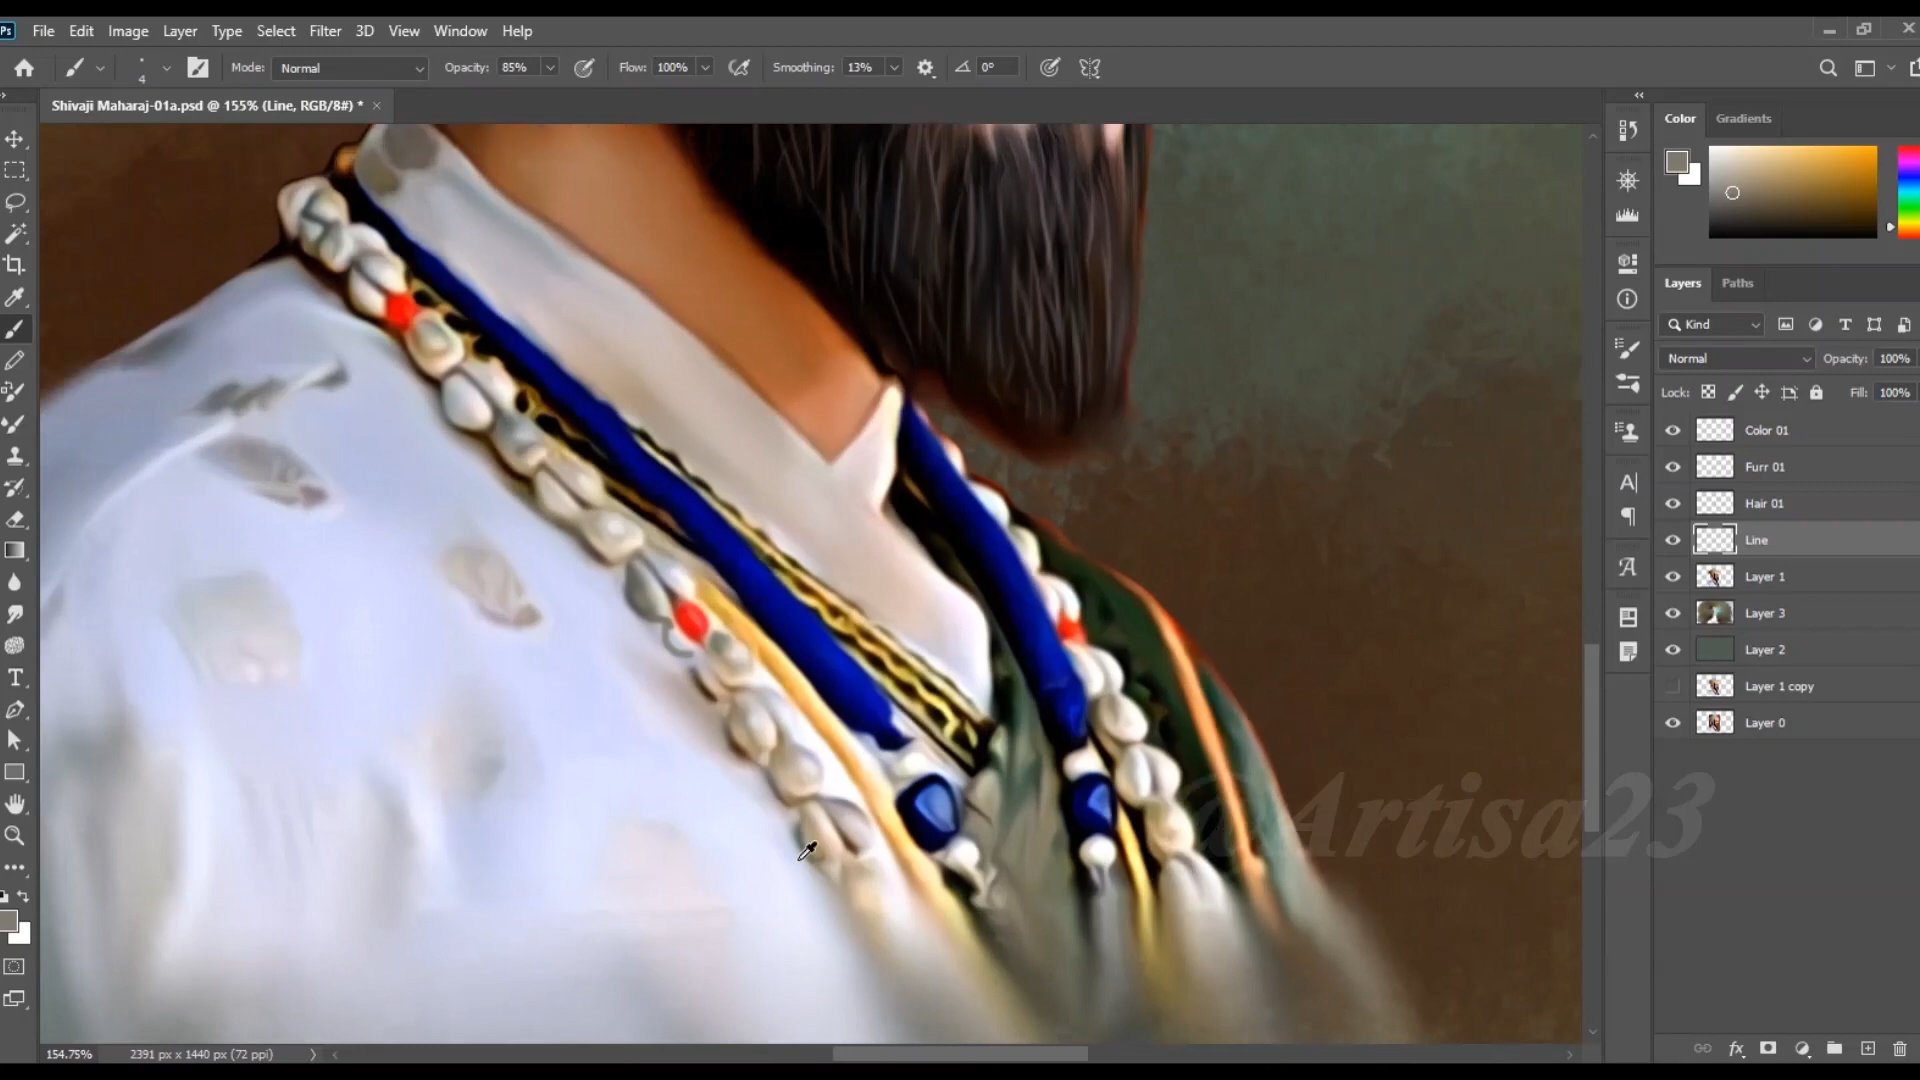 Ps File Edit Image Layer Type Select Filter 3D View Window Help
4 Mode: Normal Opacity: 85% Flow: 100% Smoothing: 13% 0°
Shivaji Maharaj-01a.psd @ 155% (Line, RGB/8#) * ×
Color Gradients
Layers Paths
Kind
Normal Opacity: 100%
Lock: Fill: 100%
Color 01
Furr 01
Hair 01
Line
Layer 1
Layer 3
Layer 2
Layer 1 copy
Layer 0
@Artisa23
154.75% 2391 px x 1440 px (72 ppi)